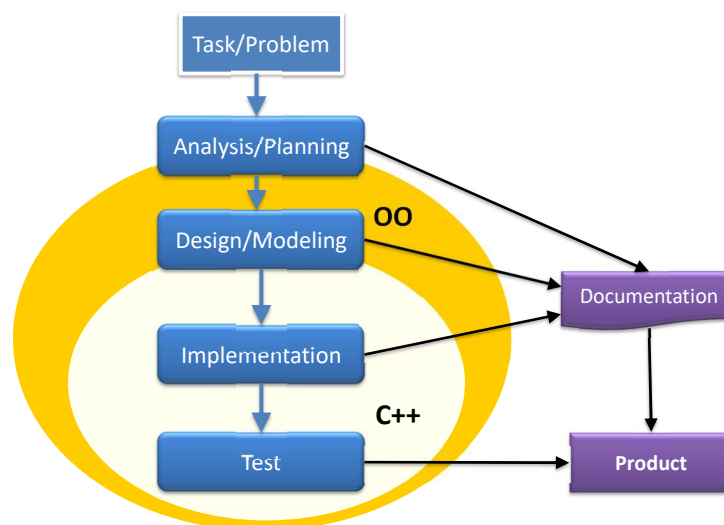 Task/Problem
Analysis/Planning
OO
Design/Modeling
Documentation
Implementation
C++
Test
Product